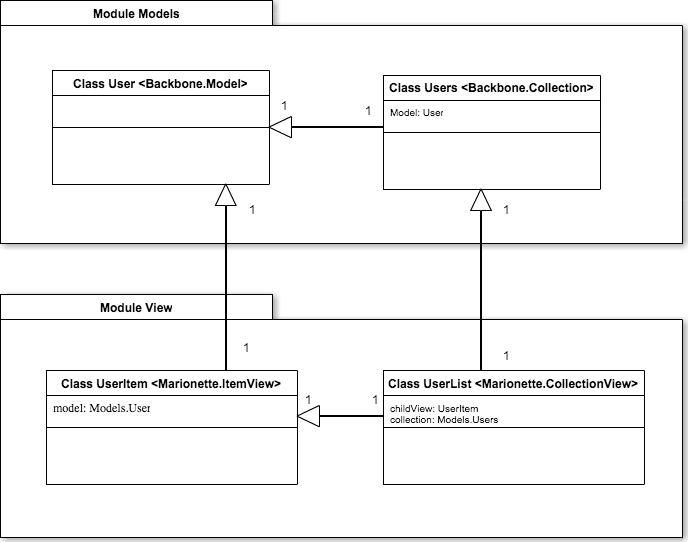 Module Models
Class User <Backbone.Model>
Class Users <Backbone.Collection>
Model: User
1
1
1
1
Module View
1
1
Class UserItem <Marionette.ItemView>
model: Models.User
Class UserList <Marionette.CollectionView>
childView: UserItem
collection: Models.Users
1
1